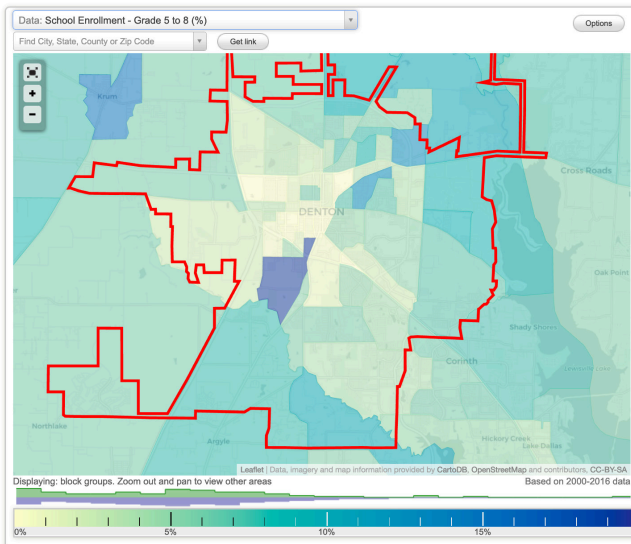 Data: School Enrollment - Grade 5 to 8 (%)
Options
Find City, State, County or Zip Code
Get link
Krum
Cross Roads
DENTON
Oak Point
Shady Shores
Corinth
Northlake
Argyle
Hickory Creek
Lake Dallas
Leaflet | Data, imagery and map information provided by CartoDB, OpenStreetMap and contributors, CC-BY-SA
Displaying: block groups. Zoom out and pan to view other areas
Based on 2000-2016 data
0% 5% 10% 15%